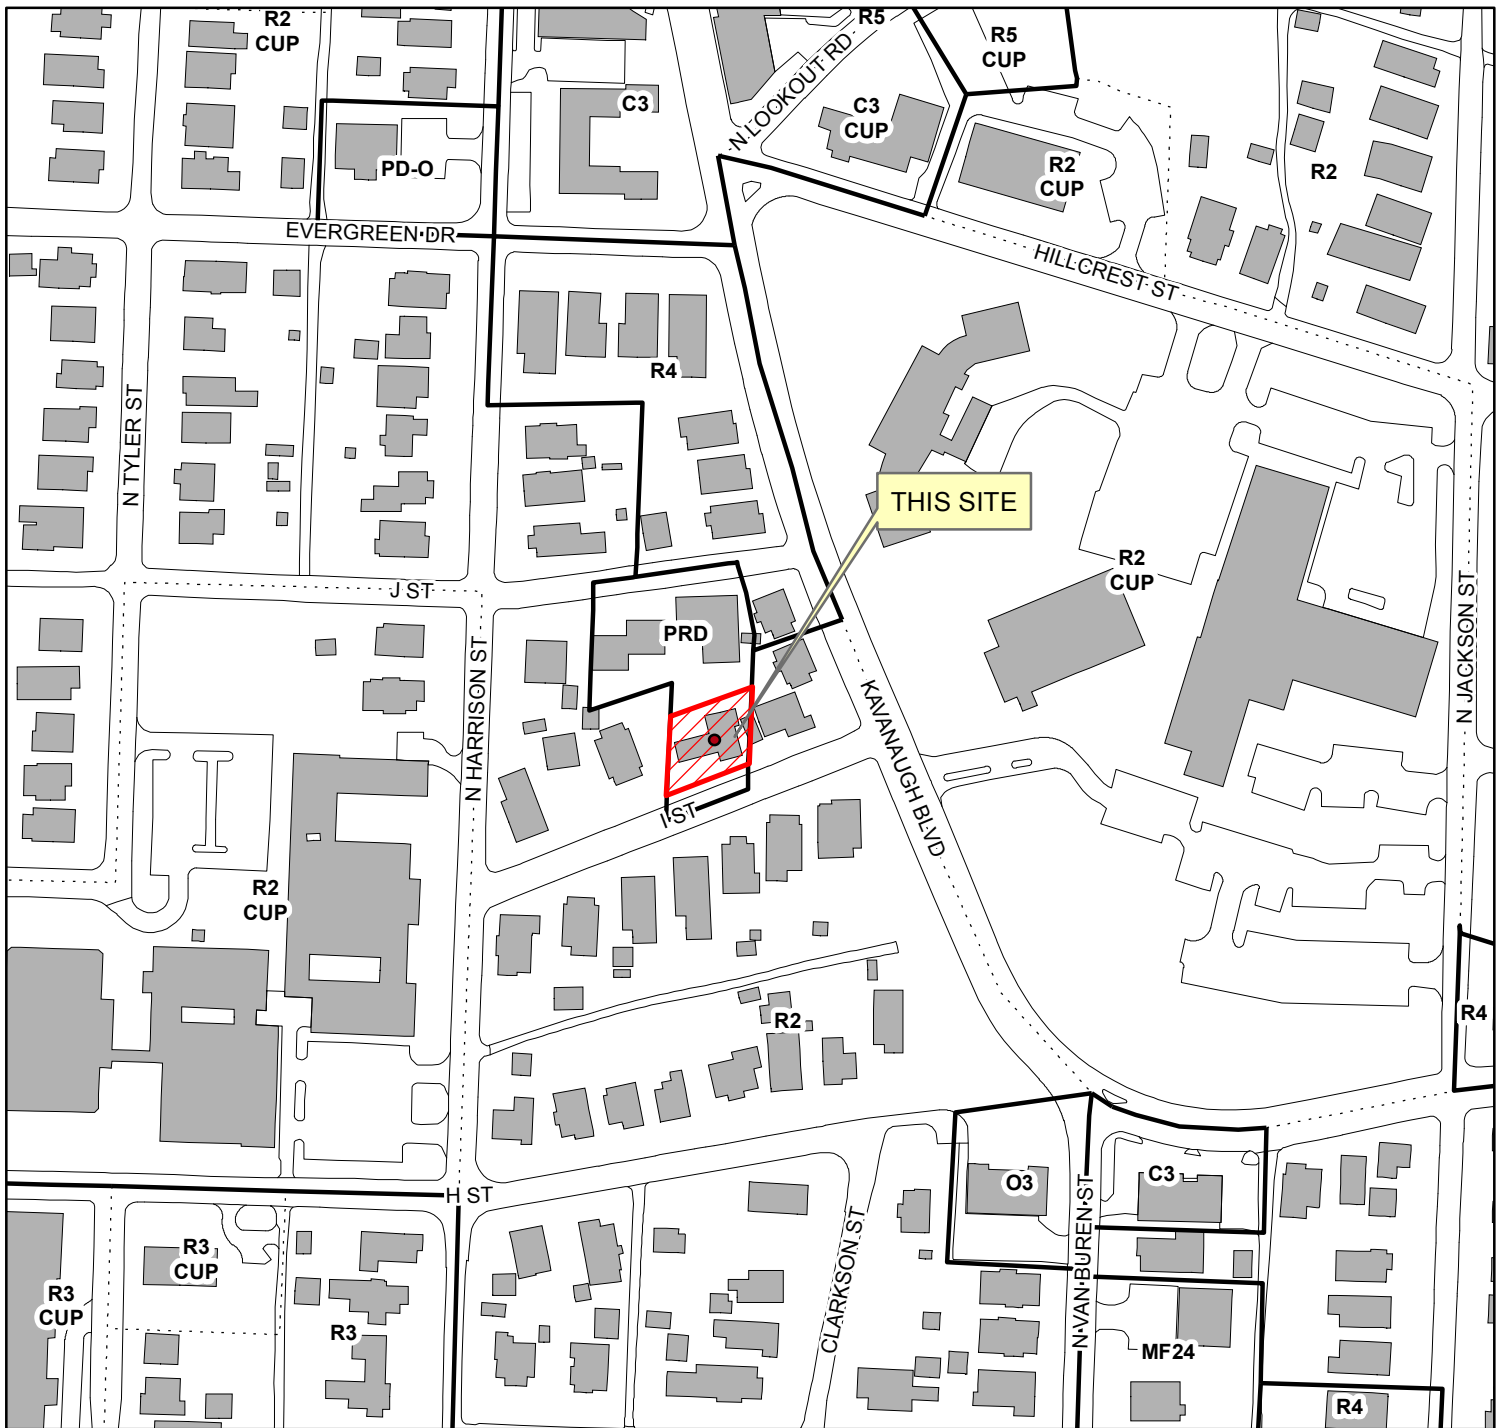 R2
CUP
R5
R5
CUP
N LOOKOUT RD
C3
C3
CUP
PD-O
R2
CUP
R2
EVERGREEN DR
HILLCREST ST
R4
N TYLER ST
THIS SITE
R2
CUP
J ST
PRD
N HARRISON ST
N JACKSON ST
KAVANAUGH BLVD
I ST
R2
CUP
R2
R4
H ST
O3
C3
N VAN BUREN ST
CLARKSON ST
R3
CUP
R3
CUP
R3
MF24
R4